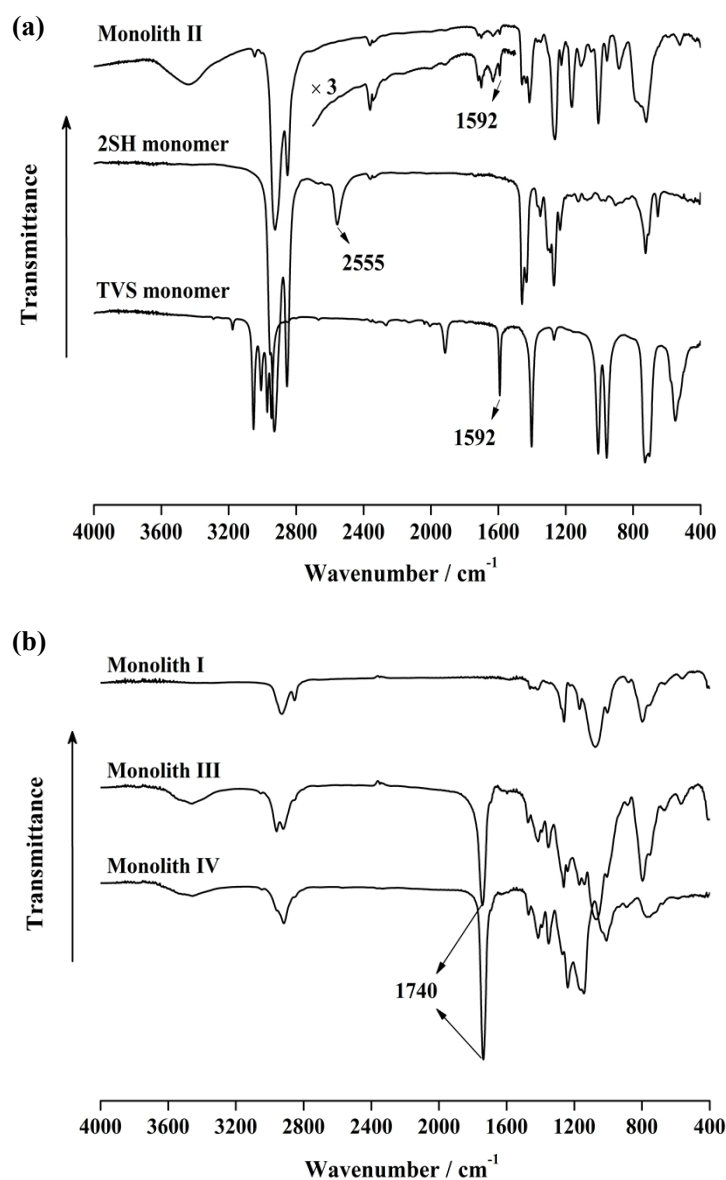 (a)
Monolith II
× 3
1592
2SH monomer
2555
TVS monomer
1592
Transmittance
4000 3600 3200 2800 2400 2000 1600 1200 800 400
Wavenumber / cm⁻¹
(b)
Monolith I
Monolith III
Monolith IV
1740
Transmittance
4000 3600 3200 2800 2400 2000 1600 1200 800 400
Wavenumber / cm⁻¹